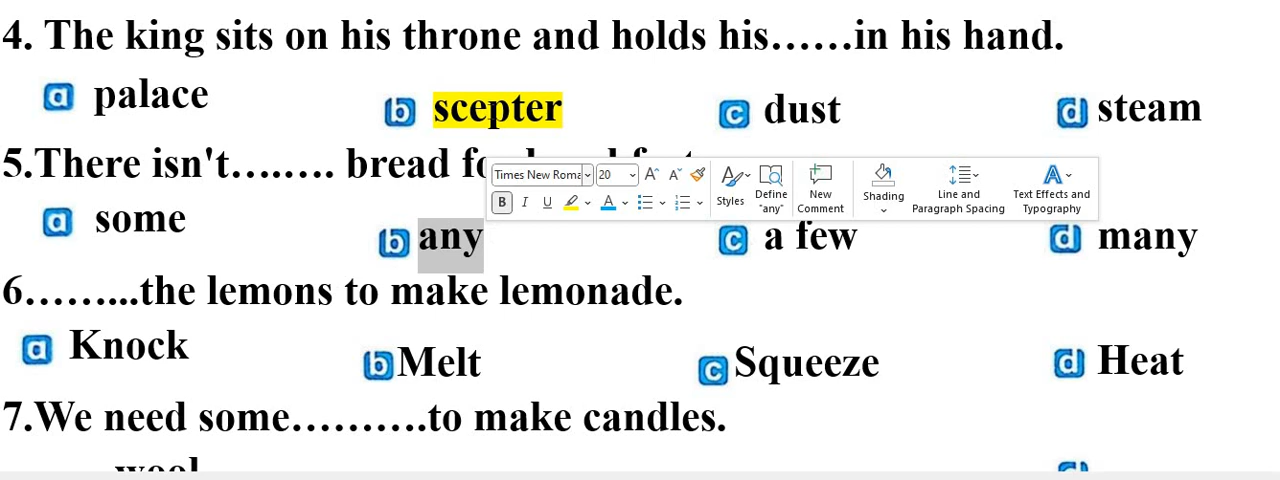 4. The king sits on his throne and holds his……in his hand.
a palace b scepter c dust d steam
5.There isn't…….… bread
Times New Roma 20 A A Styles Define "any" New Comment Shading Line and Paragraph Spacing Text Effects and Typography
B I U A
a some b any c a few d many
6……...the lemons to make lemonade.
a Knock b Melt c Squeeze d Heat
7.We need some……….to make candles.
wool